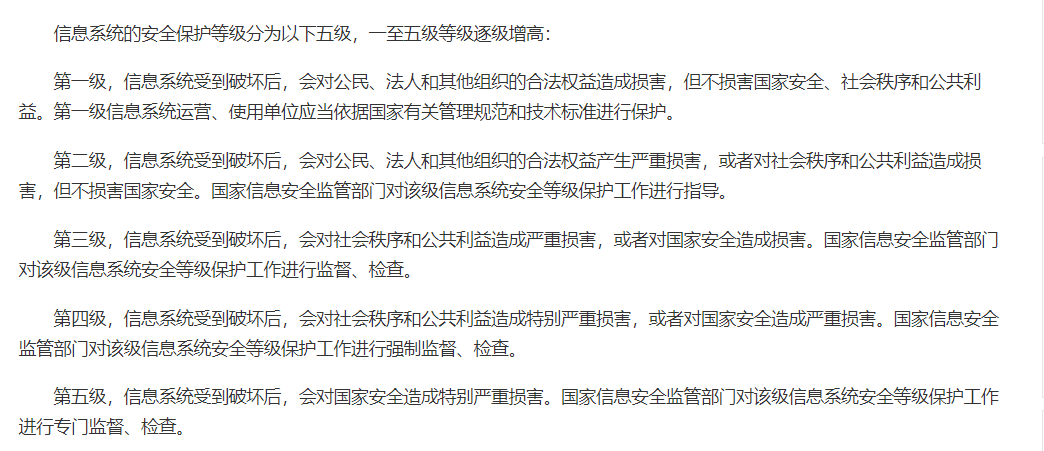 信息系统的安全保护等级分为以下五级，一至五级等级逐级增高：
第一级，信息系统受到破坏后，会对公民、法人和其他组织的合法权益造成损害，但不损害国家安全、社会秩序和公共利
益。第一级信息系统运营、使用单位应当依据国家有关管理规范和技术标准进行保护。
第二级，信息系统受到破坏后，会对公民、法人和其他组织的合法权益产生严重损害，或者对社会秩序和公共利益造成损
害，但不损害国家安全。国家信息安全监管部门对该级信息系统安全等级保护工作进行指导。
第三级，信息系统受到破坏后，会对社会秩序和公共利益造成严重损害，或者对国家安全造成损害。国家信息安全监管部门
对该级信息系统安全等级保护工作进行监督、检查。
第四级，信息系统受到破坏后，会对社会秩序和公共利益造成特别严重损害，或者对国家安全造成严重损害。国家信息安全
监管部门对该级信息系统安全等级保护工作进行强制监督、检查。
第五级，信息系统受到破坏后，会对国家安全造成特别严重损害。国家信息安全监管部门对该级信息系统安全等级保护工作
进行专门监督、检查。